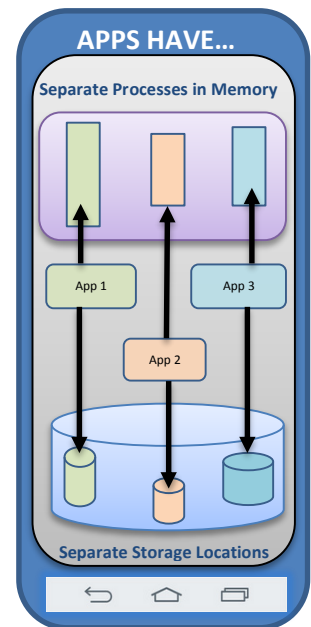 APPS HAVE…
Separate Processes in Memory
App 1
App 3
App 2
Separate Storage Locations